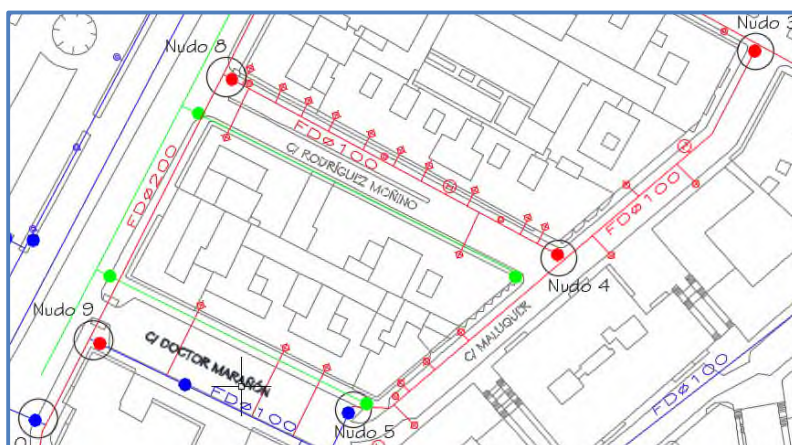 Nudo 8
Nudo 3
FDØ100
C/ RODRÍGUEZ MOÑINO
H
FDØ200
FDØ100
Nudo 4
Nudo 9
C/ MALUQUER
C/ DOCTOR MARAÑÓN
FDØ100
FDØ100
Nudo 5